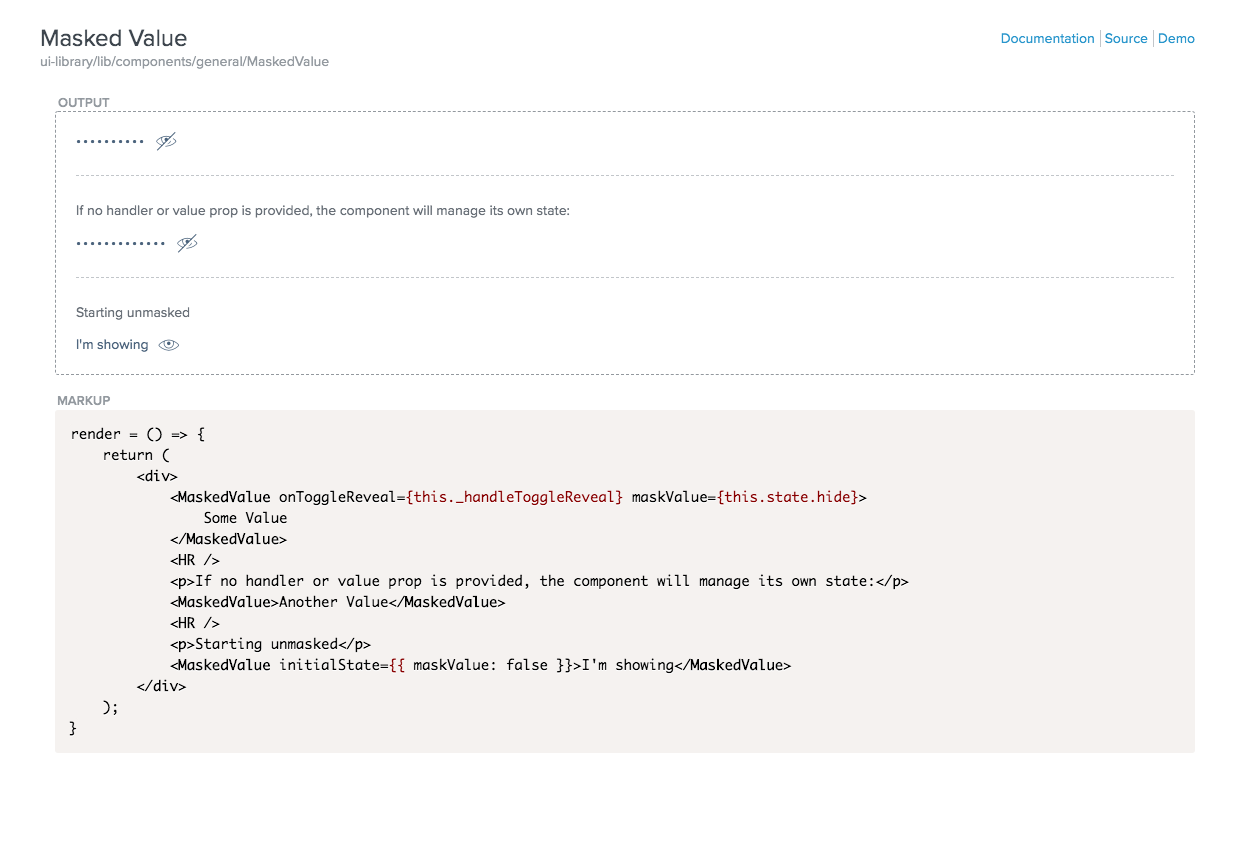 Masked Value
Documentation | Source | Demo
ui-library/lib/components/general/MaskedValue
OUTPUT
••••••••••
If no handler or value prop is provided, the component will manage its own state:
•••••••••••••
Starting unmasked
I'm showing
MARKUP
render = () => {
    return (
        <div>
            <MaskedValue onToggleReveal={this._handleToggleReveal} maskValue={this.state.hide}>
                Some Value
            </MaskedValue>
            <HR />
            <p>If no handler or value prop is provided, the component will manage its own state:</p>
            <MaskedValue>Another Value</MaskedValue>
            <HR />
            <p>Starting unmasked</p>
            <MaskedValue initialState={{ maskValue: false }}>I'm showing</MaskedValue>
        </div>
    );
}